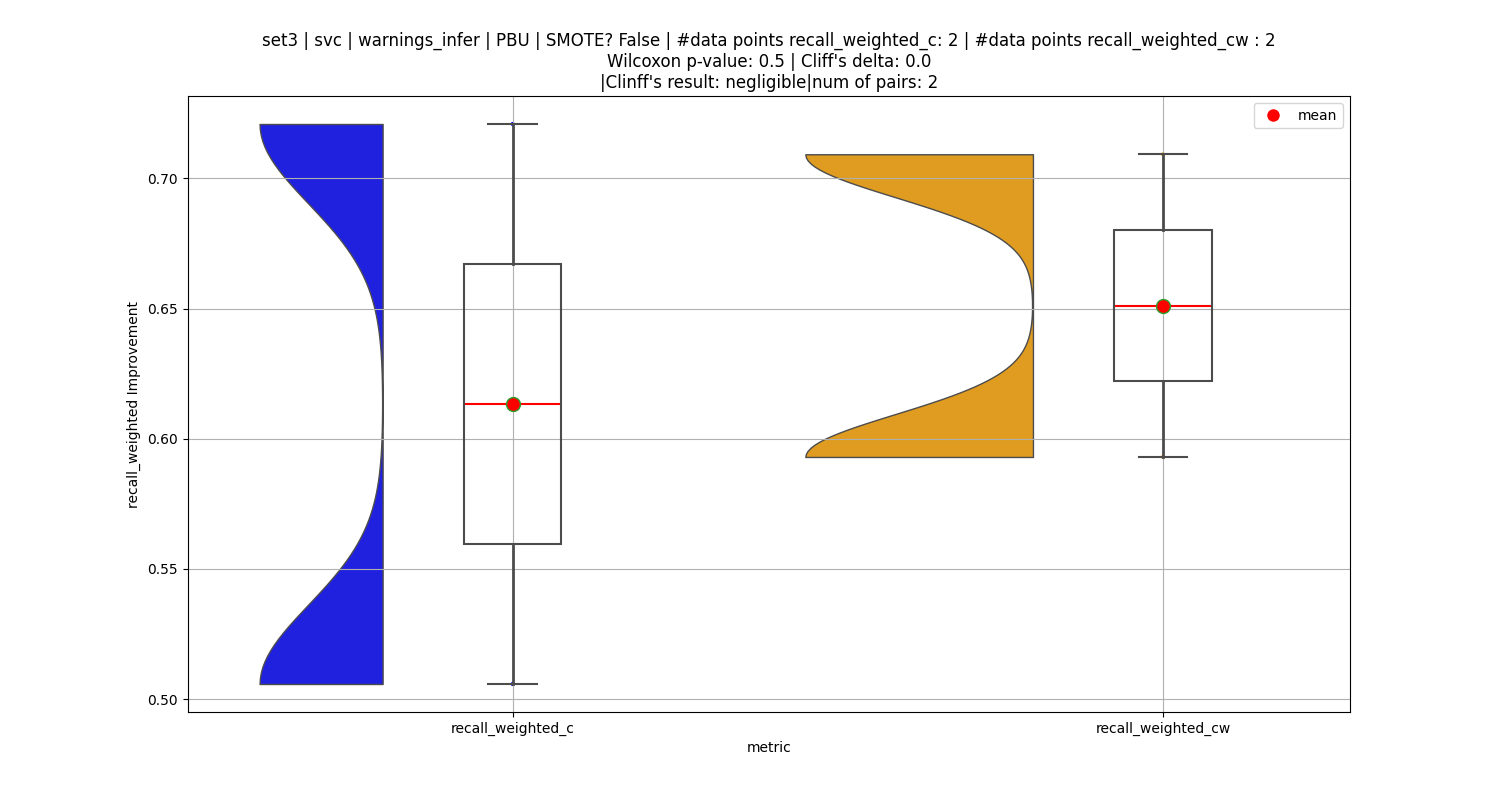 set3 | svc | warnings_infer | PBU | SMOTE? False | #data points recall_weighted_c: 2 | #data points recall_weighted_cw : 2
Wilcoxon p-value: 0.5 | Cliff's delta: 0.0
|Clinff's result: negligible|num of pairs: 2
mean
0.70
0.65
0.60
0.55
0.50
recall_weighted Improvement
recall_weighted_c
recall_weighted_cw
metric